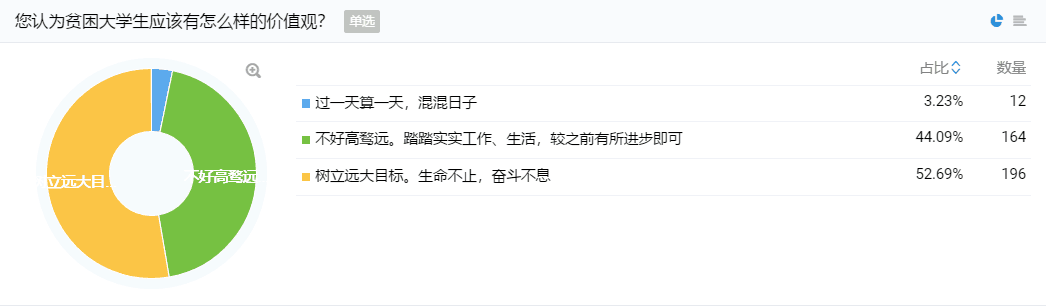 您认为贫困大学生应该有怎么样的价值观？ 单选
占比 数量
过一天算一天，混混日子 3.23% 12
不好高骛远。踏踏实实工作、生活，较之前有所进步即可 44.09% 164
树立远大目标。生命不止，奋斗不息 52.69% 196
立远大目...
不好高骛远